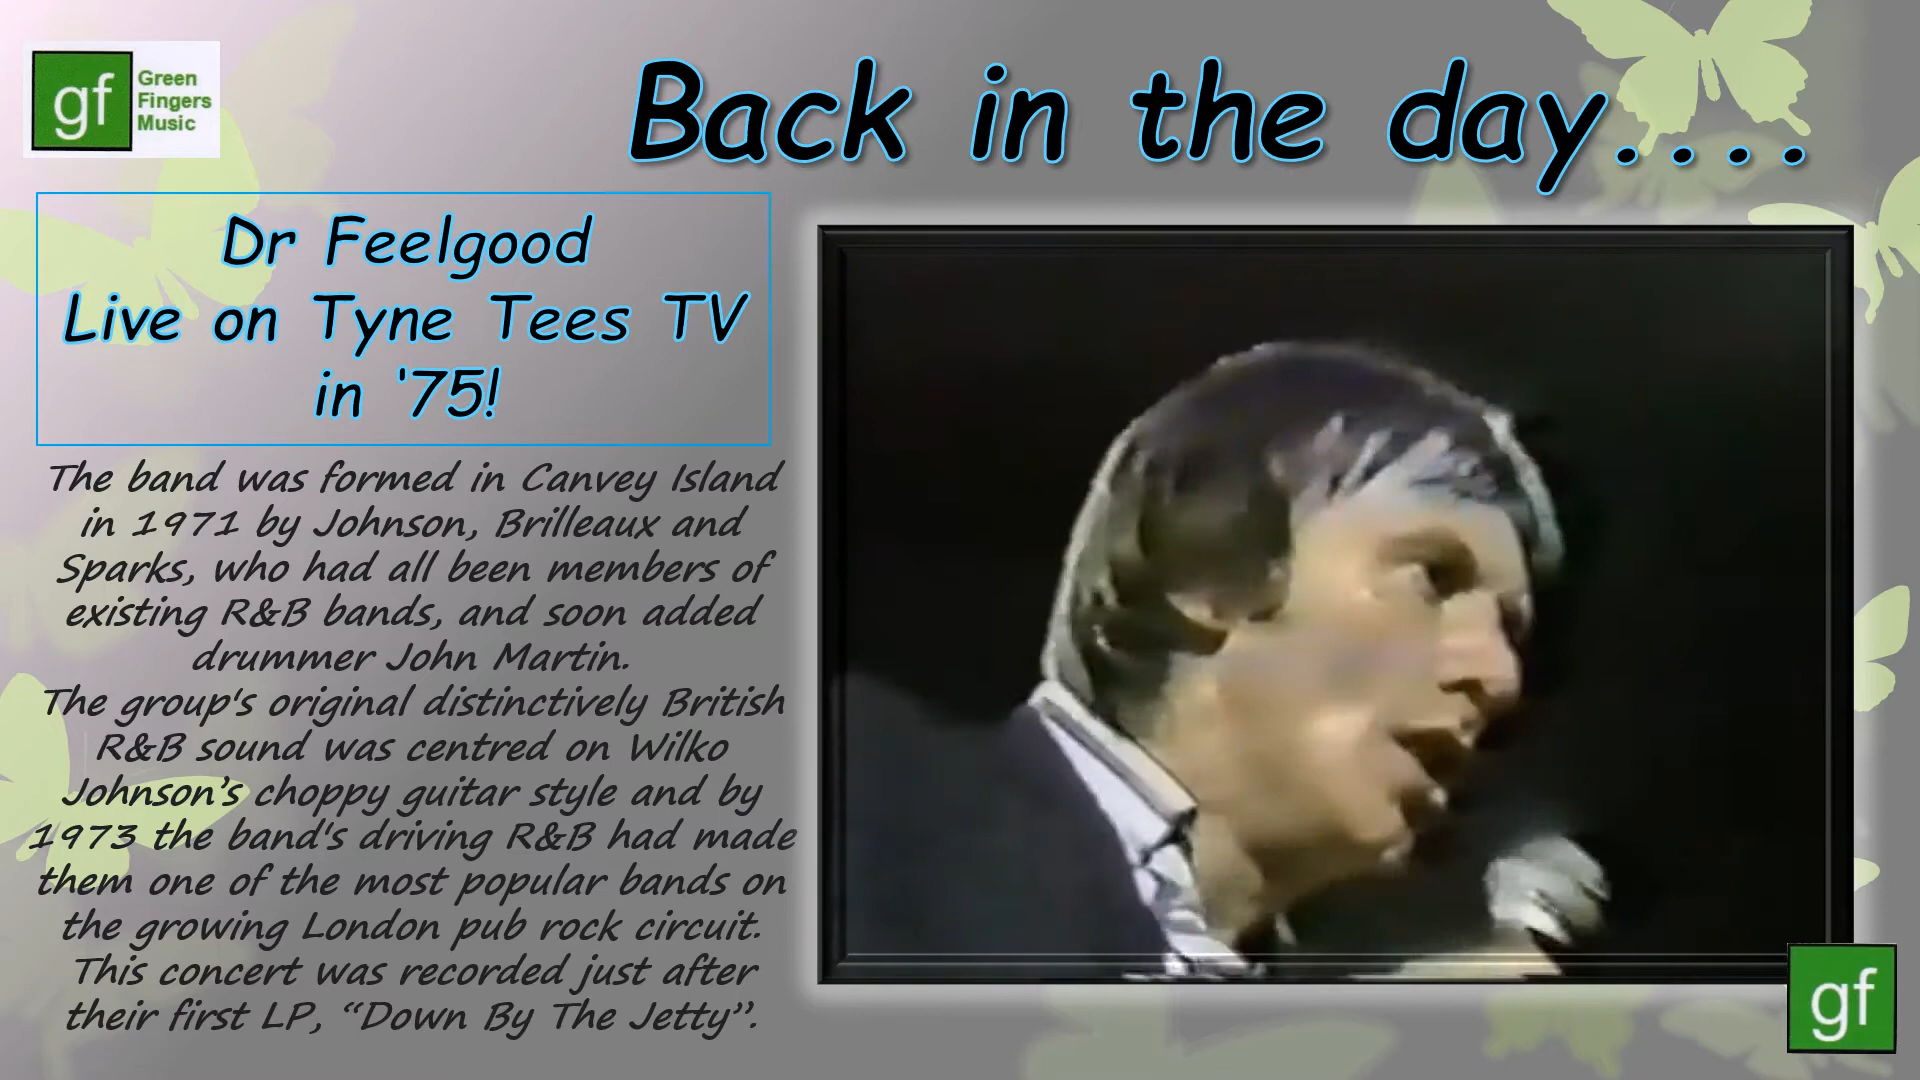 gf
Green
Fingers
Music
Back in the day....
Dr Feelgood
Live on Tyne Tees TV
in '75!
The band was formed in Canvey Island
in 1971 by Johnson, Brilleaux and
Sparks, who had all been members of
existing R&B bands, and soon added
drummer John Martin.
The group's original distinctively British
R&B sound was centred on Wilko
Johnson’s choppy guitar style and by
1973 the band's driving R&B had made
them one of the most popular bands on
the growing London pub rock circuit.
This concert was recorded just after
their first LP, “Down By The Jetty”.
gf